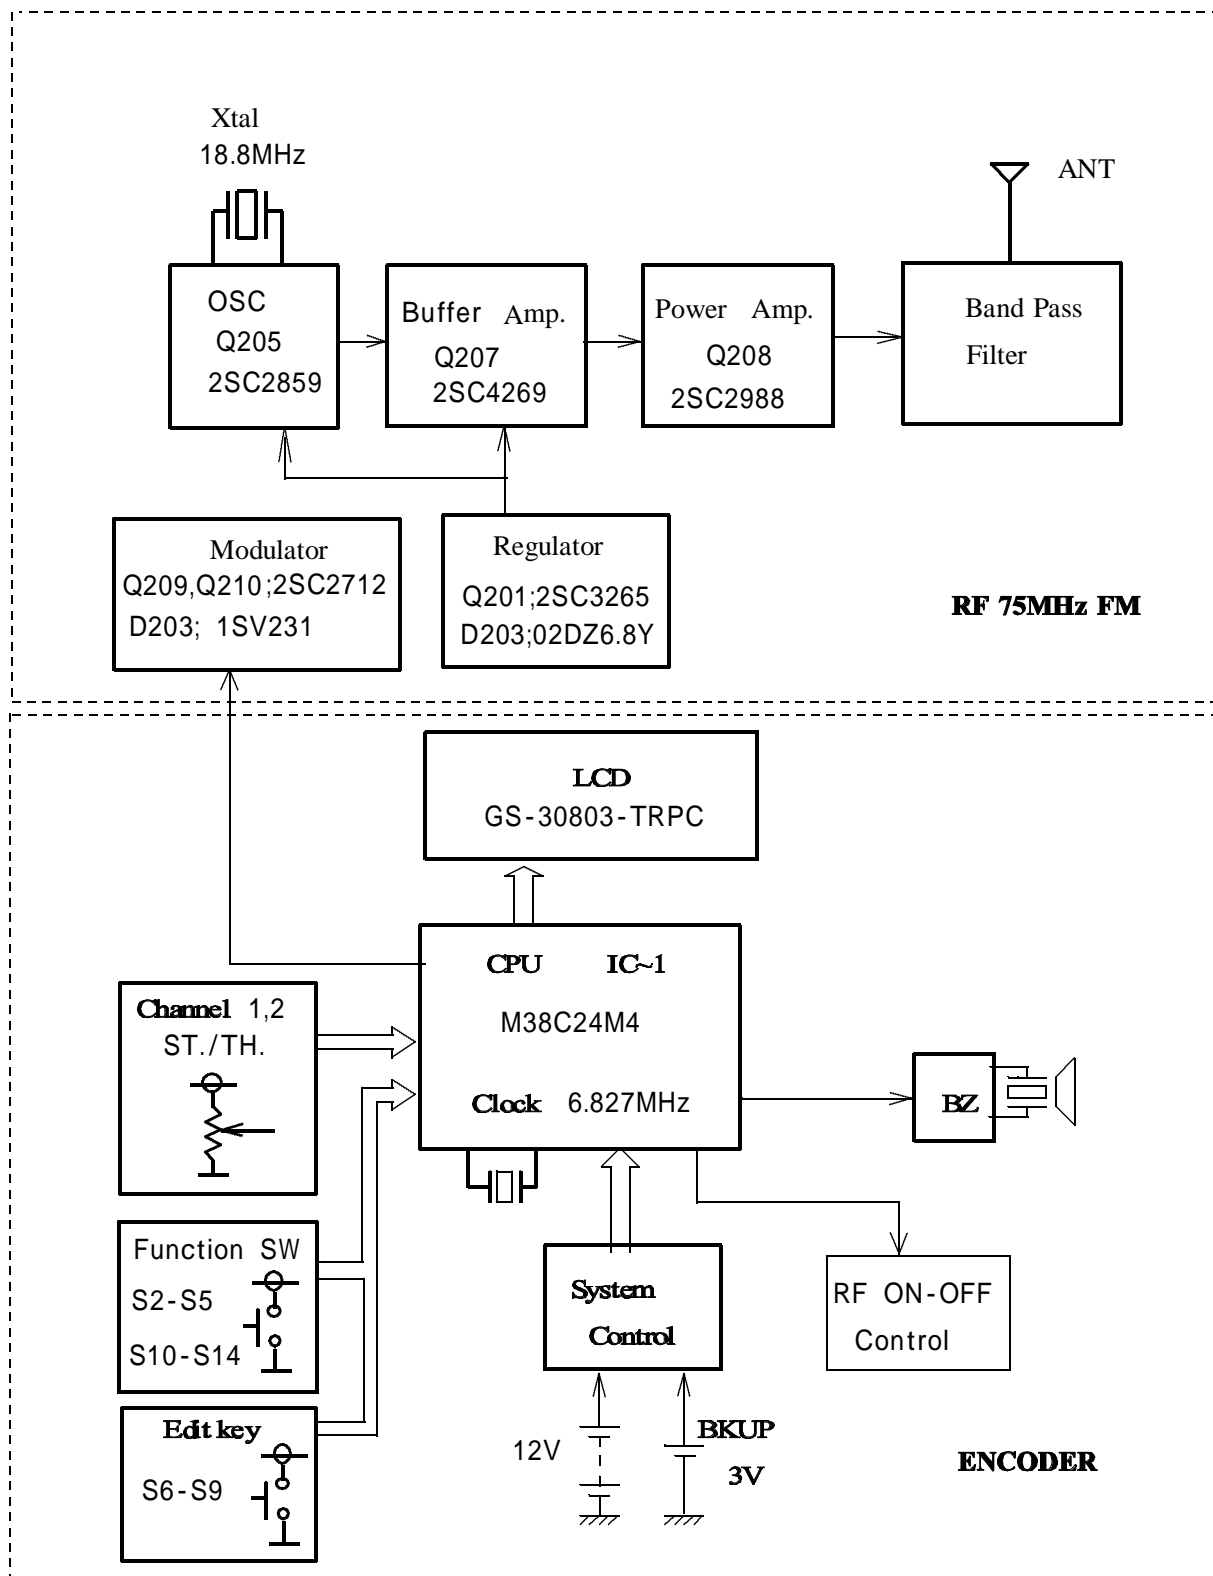 Xtal
18.8MHz
ANT
OSC
Q205
2SC2859
Buffer Amp.
Q207
2SC4269
Power Amp.
Q208
2SC2988
Band Pass
Filter
Modulator
Q209,Q210;2SC2712
D203; 1SV231
Regulator
Q201;2SC3265
D203;02DZ6.8Y
RF 75MHz FM
LCD
GS-30803-TRPC
CPU IC~1
M38C24M4
Clock 6.827MHz
Channel 1,2
ST./TH.
BZ
Function SW
S2-S5
S10-S14
System
Control
RF ON-OFF
Control
Edit key
S6-S9
12V
BKUP
3V
ENCODER